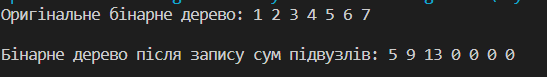 Оригінальне бінарне дерево: 1 2 3 4 5 6 7
Бінарне дерево після запису сум підвузлів: 5 9 13 0 0 0 0